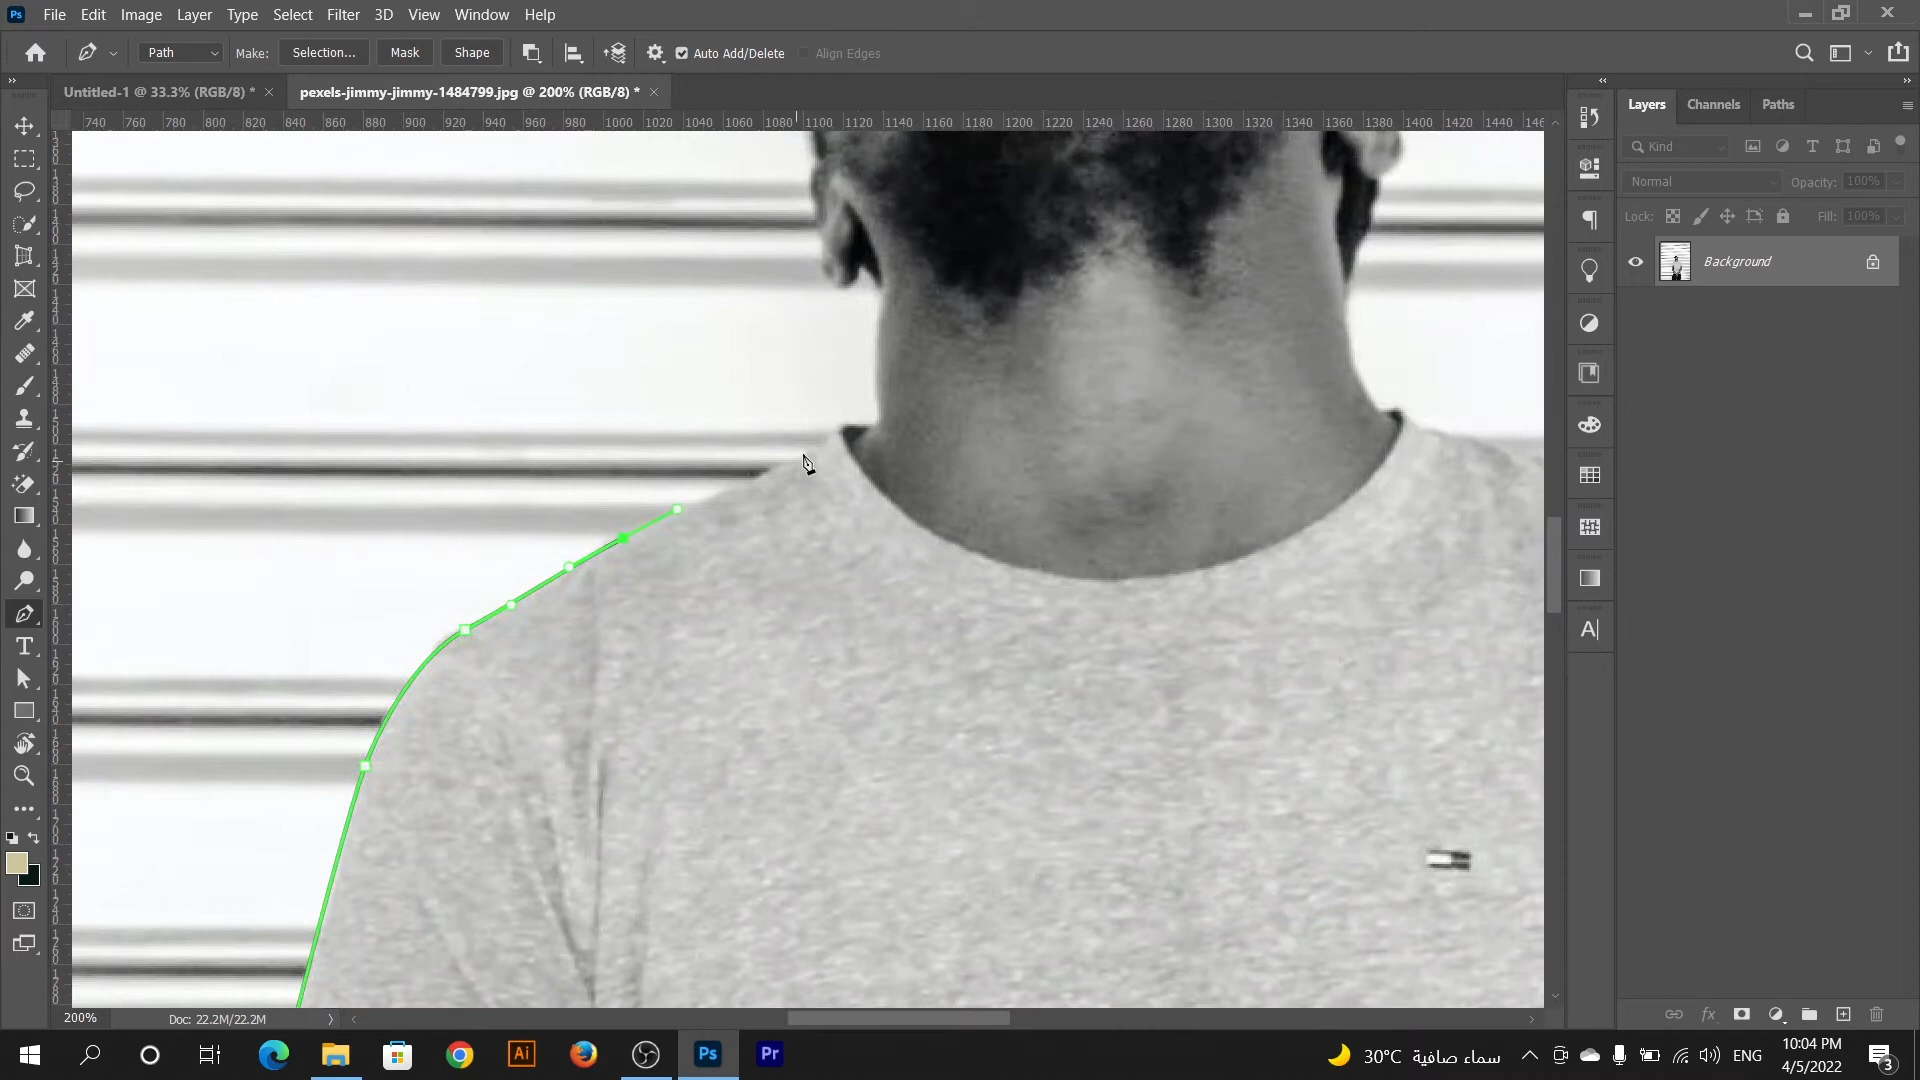 Ps File Edit Image Layer Type Select Filter 3D View Window Help
Path Make: Selection... Mask Shape Auto Add/Delete Align Edges
Untitled-1 @ 33.3% (RGB/8) * pexels-jimmy-jimmy-1484799.jpg @ 200% (RGB/8) *
740 760 780 800 820 840 860 880 900 920 940 960 980 1000 1020 1040 1060 1080 1100 1120 1140 1160 1180 1200 1220 1240 1260 1280 1300 1320 1340 1360 1380 1400 1420 1440 146
Layers Channels Paths
Kind
Normal Opacity: 100%
Lock: Fill: 100%
Background
200% Doc: 22.2M/22.2M
Ai Ps Pr 30°C سماء صافية ENG 10:04 PM
4/5/2022 3